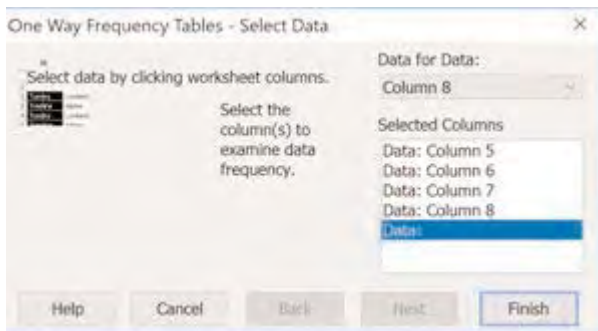 One Way Frequency Tables - Select Data
Select data by clicking worksheet columns.
Select the
column(s) to
examine data
frequency.
Data for Data:
Column 8
Selected Columns
Data: Column 5
Data: Column 6
Data: Column 7
Data: Column 8
Data:
Help
Cancel
Back
Next
Finish